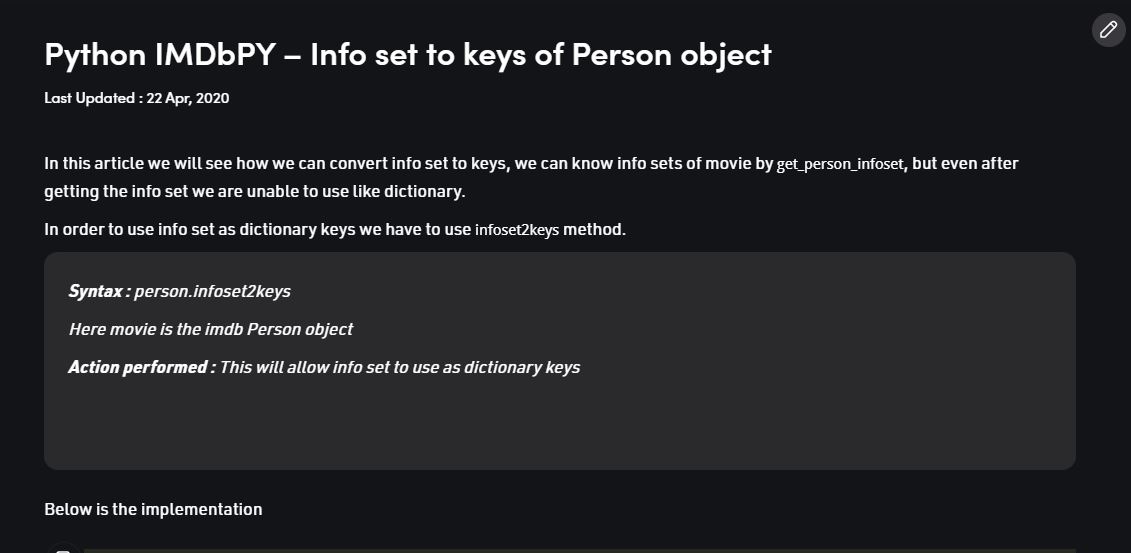 Python IMDbPY – Info set to keys of Person object
Last Updated : 22 Apr, 2020
In this article we will see how we can convert info set to keys, we can know info sets of movie by get_person_infoset, but even after
getting the info set we are unable to use like dictionary.
In order to use info set as dictionary keys we have to use infoset2keys method.
Syntax : person.infoset2keys
Here movie is the imdb Person object
Action performed : This will allow info set to use as dictionary keys
Below is the implementation